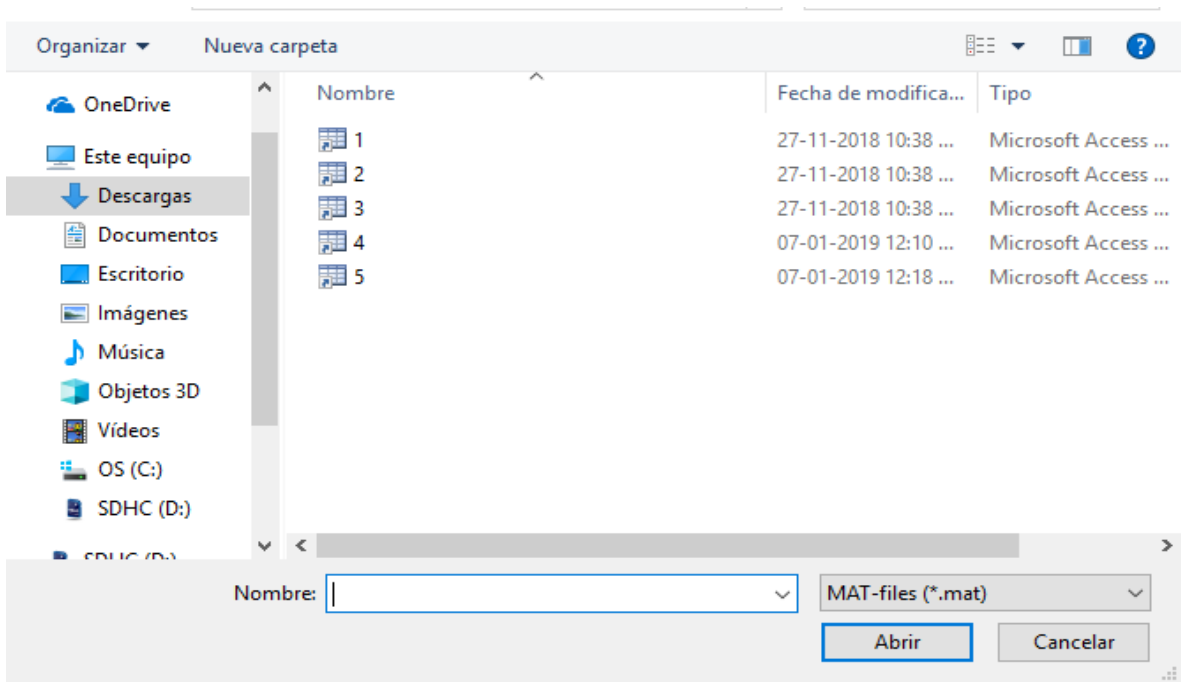 Organizar Nueva carpeta
OneDrive
Este equipo
Descargas
Documentos
Escritorio
Imágenes
Música
Objetos 3D
Vídeos
OS (C:)
SDHC (D:)
SDHC (D:)
Nombre Fecha de modifica... Tipo
1 27-11-2018 10:38 ... Microsoft Access ...
2 27-11-2018 10:38 ... Microsoft Access ...
3 27-11-2018 10:38 ... Microsoft Access ...
4 07-01-2019 12:10 ... Microsoft Access ...
5 07-01-2019 12:18 ... Microsoft Access ...
Nombre: MAT-files (*.mat)
Abrir Cancelar